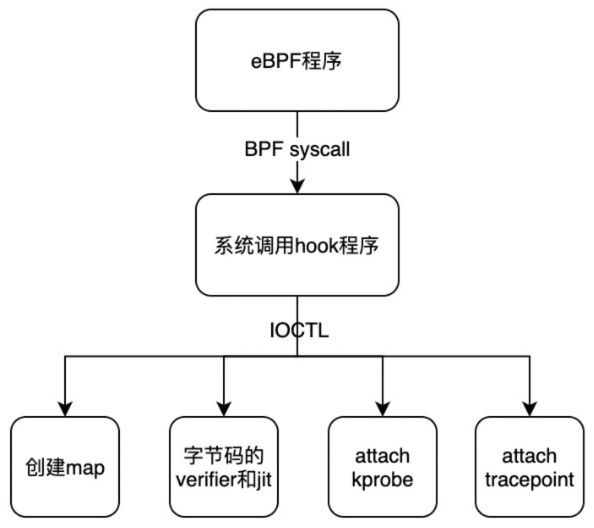 eBPF程序
BPF syscall
系统调用hook程序
IOCTL
创建map
字节码的
verifier和jit
attach
kprobe
attach
tracepoint